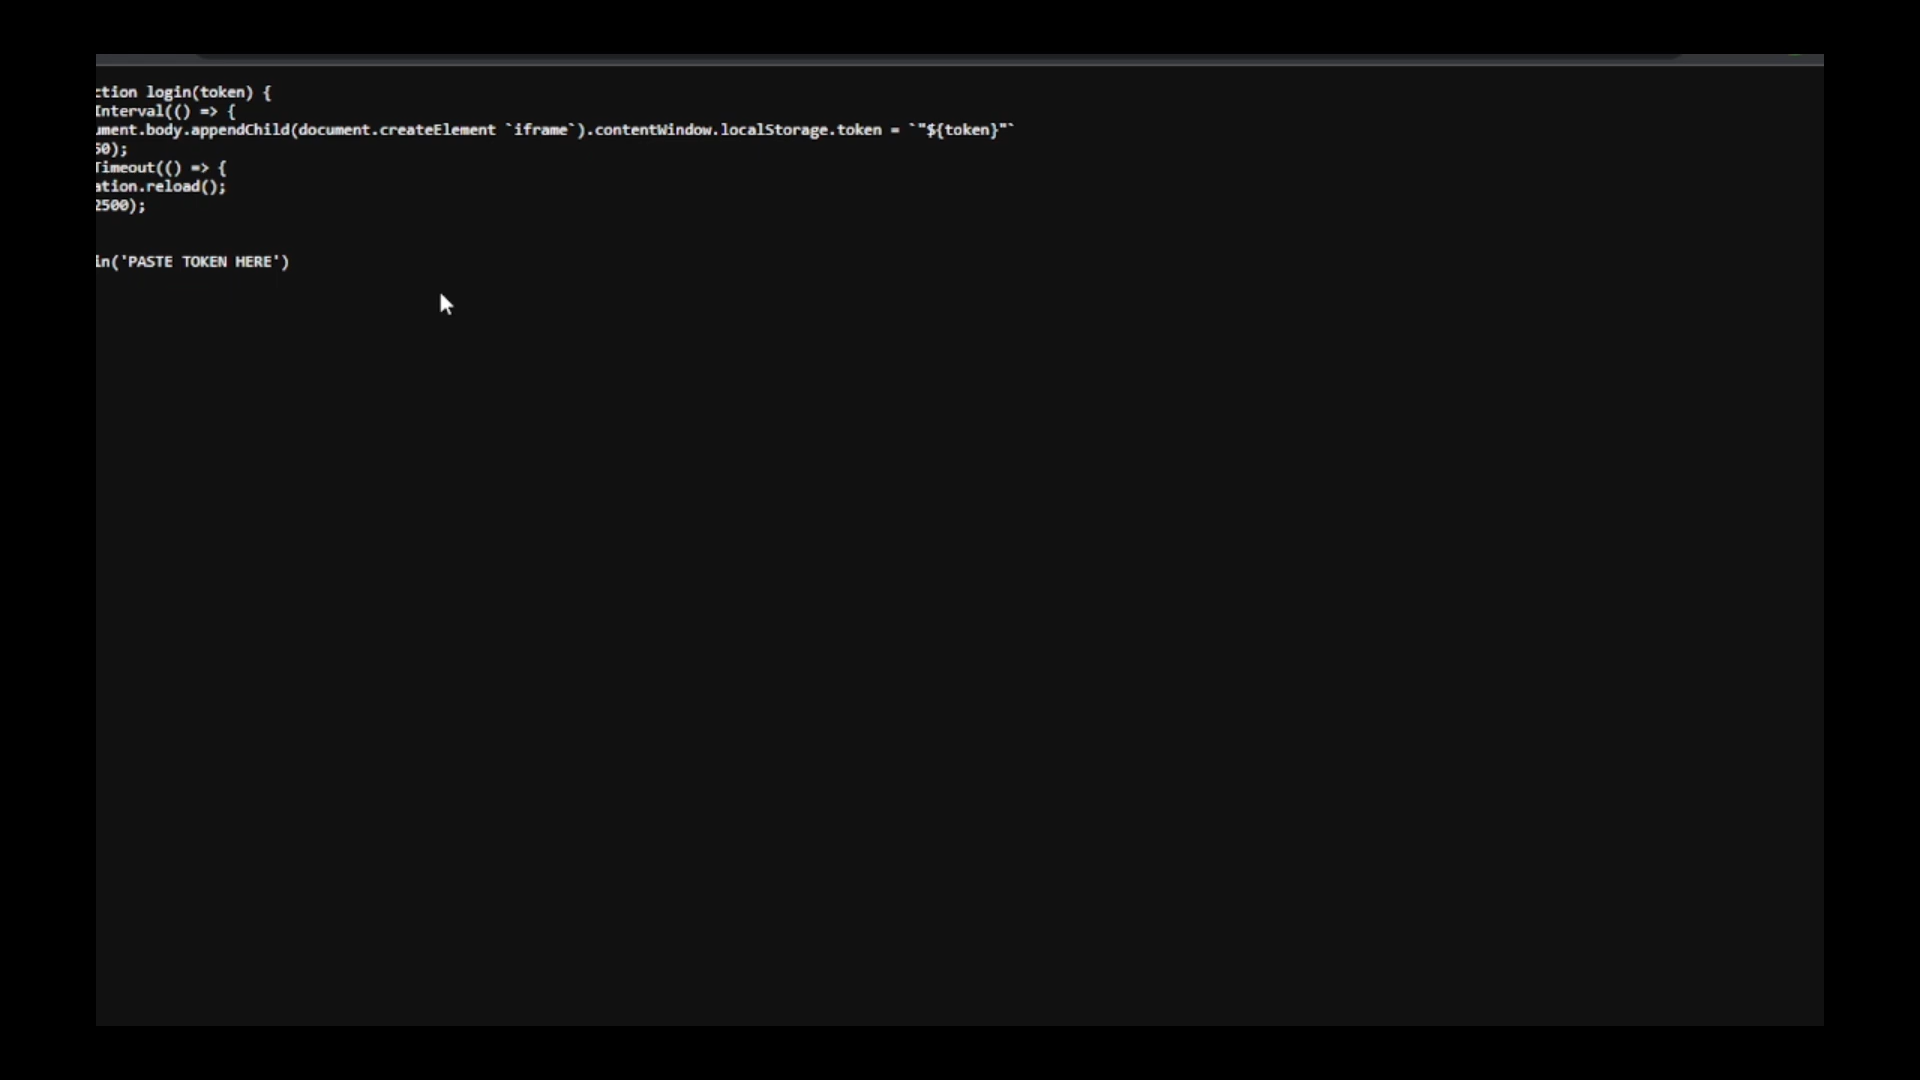 ction login(token) {
Interval(() => {
ument.body.appendChild(document.createElement `iframe`).contentWindow.localStorage.token = `"${token}"`
50);
Timeout(() => {
ation.reload();
2500);
in('PASTE TOKEN HERE')